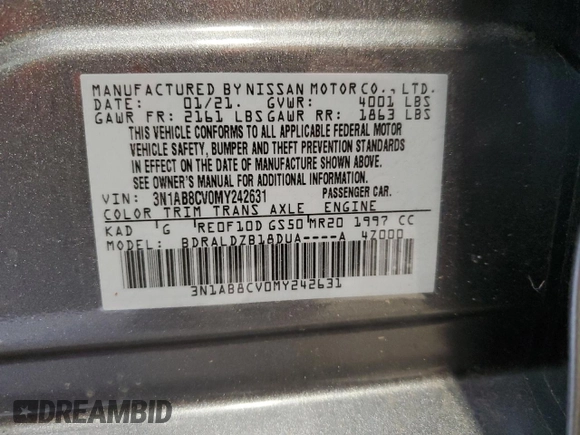 MANUFACTURED BY NISSAN MOTOR CO., LTD.
DATE: 01/21. GVWR: 4001 LBS
GAWR FR: 2161 LBS GAWR RR: 1863 LBS
THIS VEHICLE CONFORMS TO ALL APPLICABLE FEDERAL MOTOR
VEHICLE SAFETY, BUMPER AND THEFT PREVENTION STANDARDS
IN EFFECT ON THE DATE OF MANUFACTURE SHOWN ABOVE.
SEE OWNER'S MANUAL FOR ADDITIONAL INFORMATION.
VIN: 3N1AB8CV0MY242631 PASSENGER CAR.
COLOR TRIM TRANS AXLE ENGINE
KAD G RE0F10D GS50 MR20 1997 CC
MODEL: BDRALDZB18DUA----A 47000
3N1AB8CV0MY242631
DREAMBID